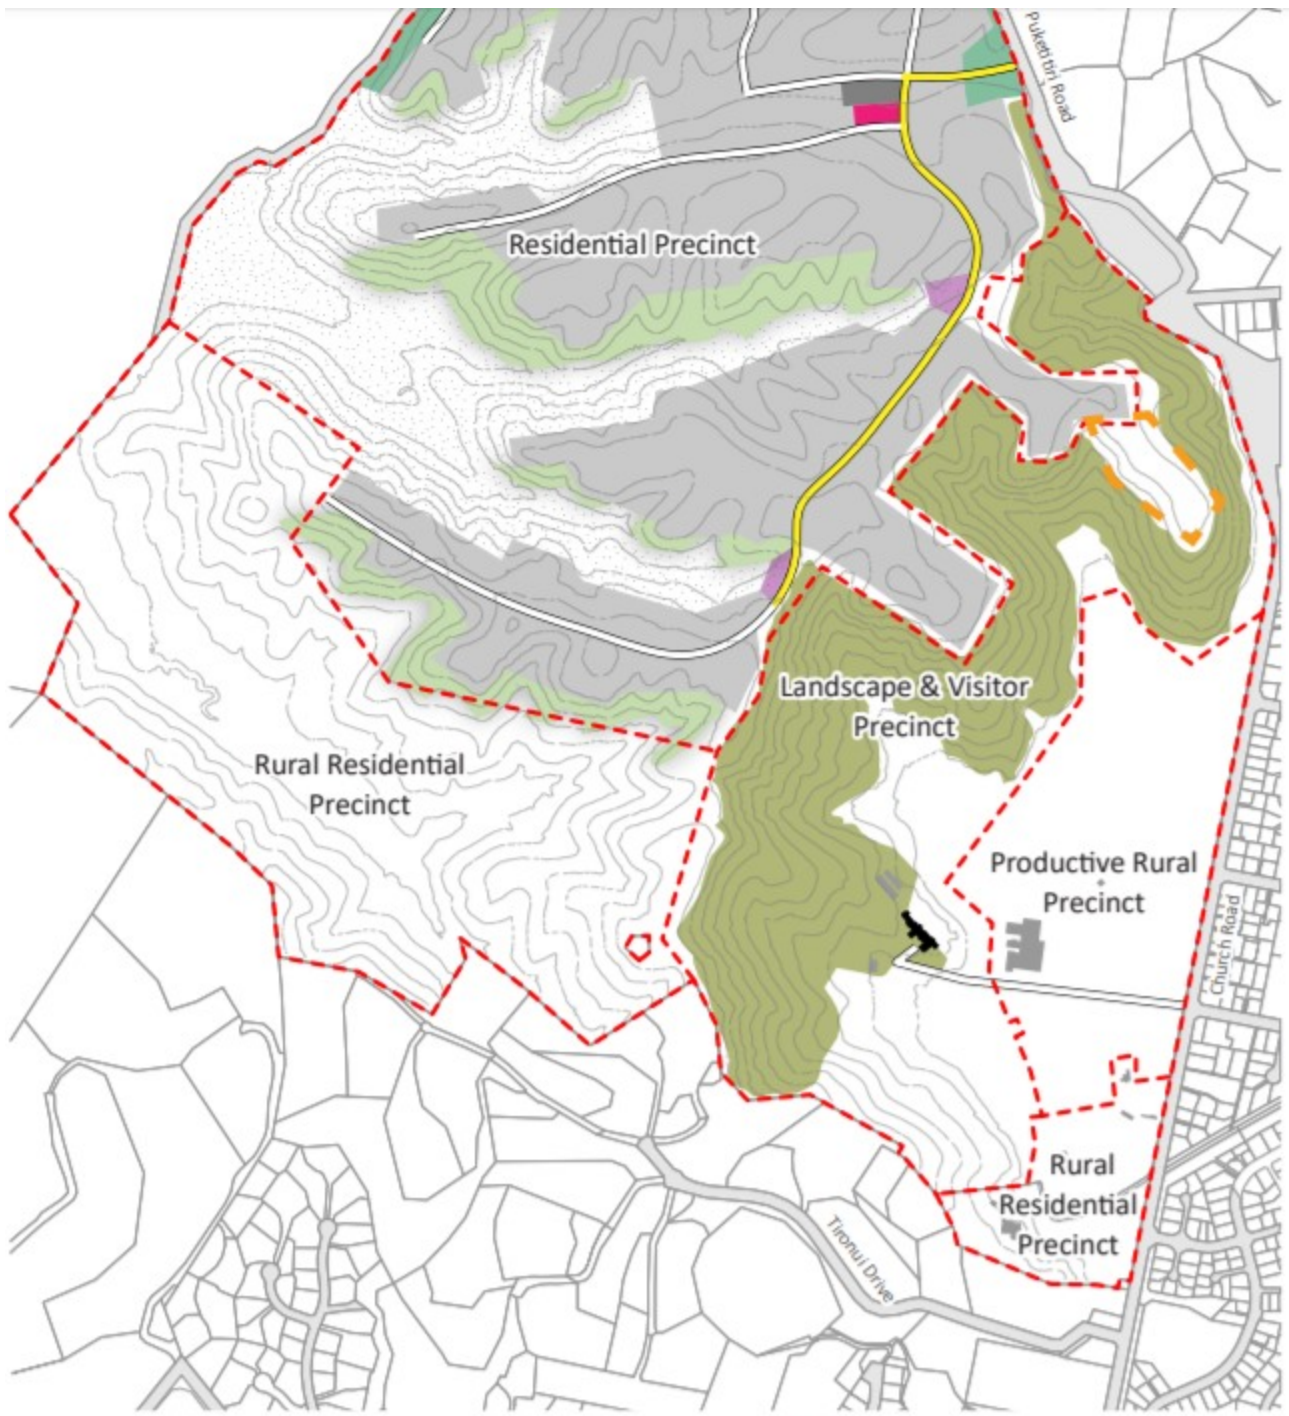 Puketitiri Road
Residential Precinct
Landscape & Visitor
Precinct
Rural Residential
Precinct
Productive Rural
Precinct
Church Road
Rural
Residential
Precinct
Tironui Drive